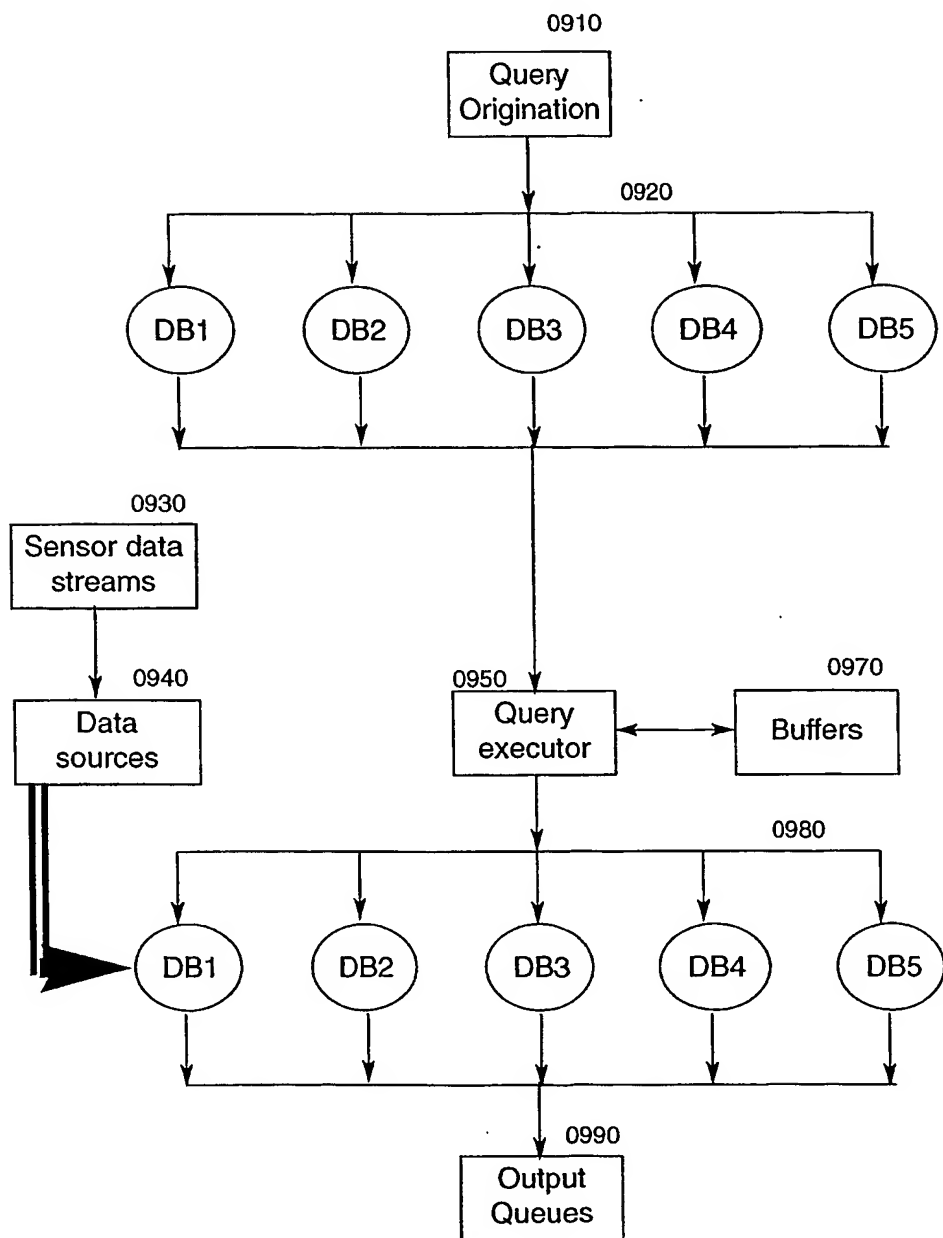 0910
Query
Origination
0920
DB1 DB2 DB3 DB4 DB5
0930
Sensor data
streams
0940
Data
sources
0950
Query
executor
0970
Buffers
0980
DB1 DB2 DB3 DB4 DB5
0990
Output
Queues